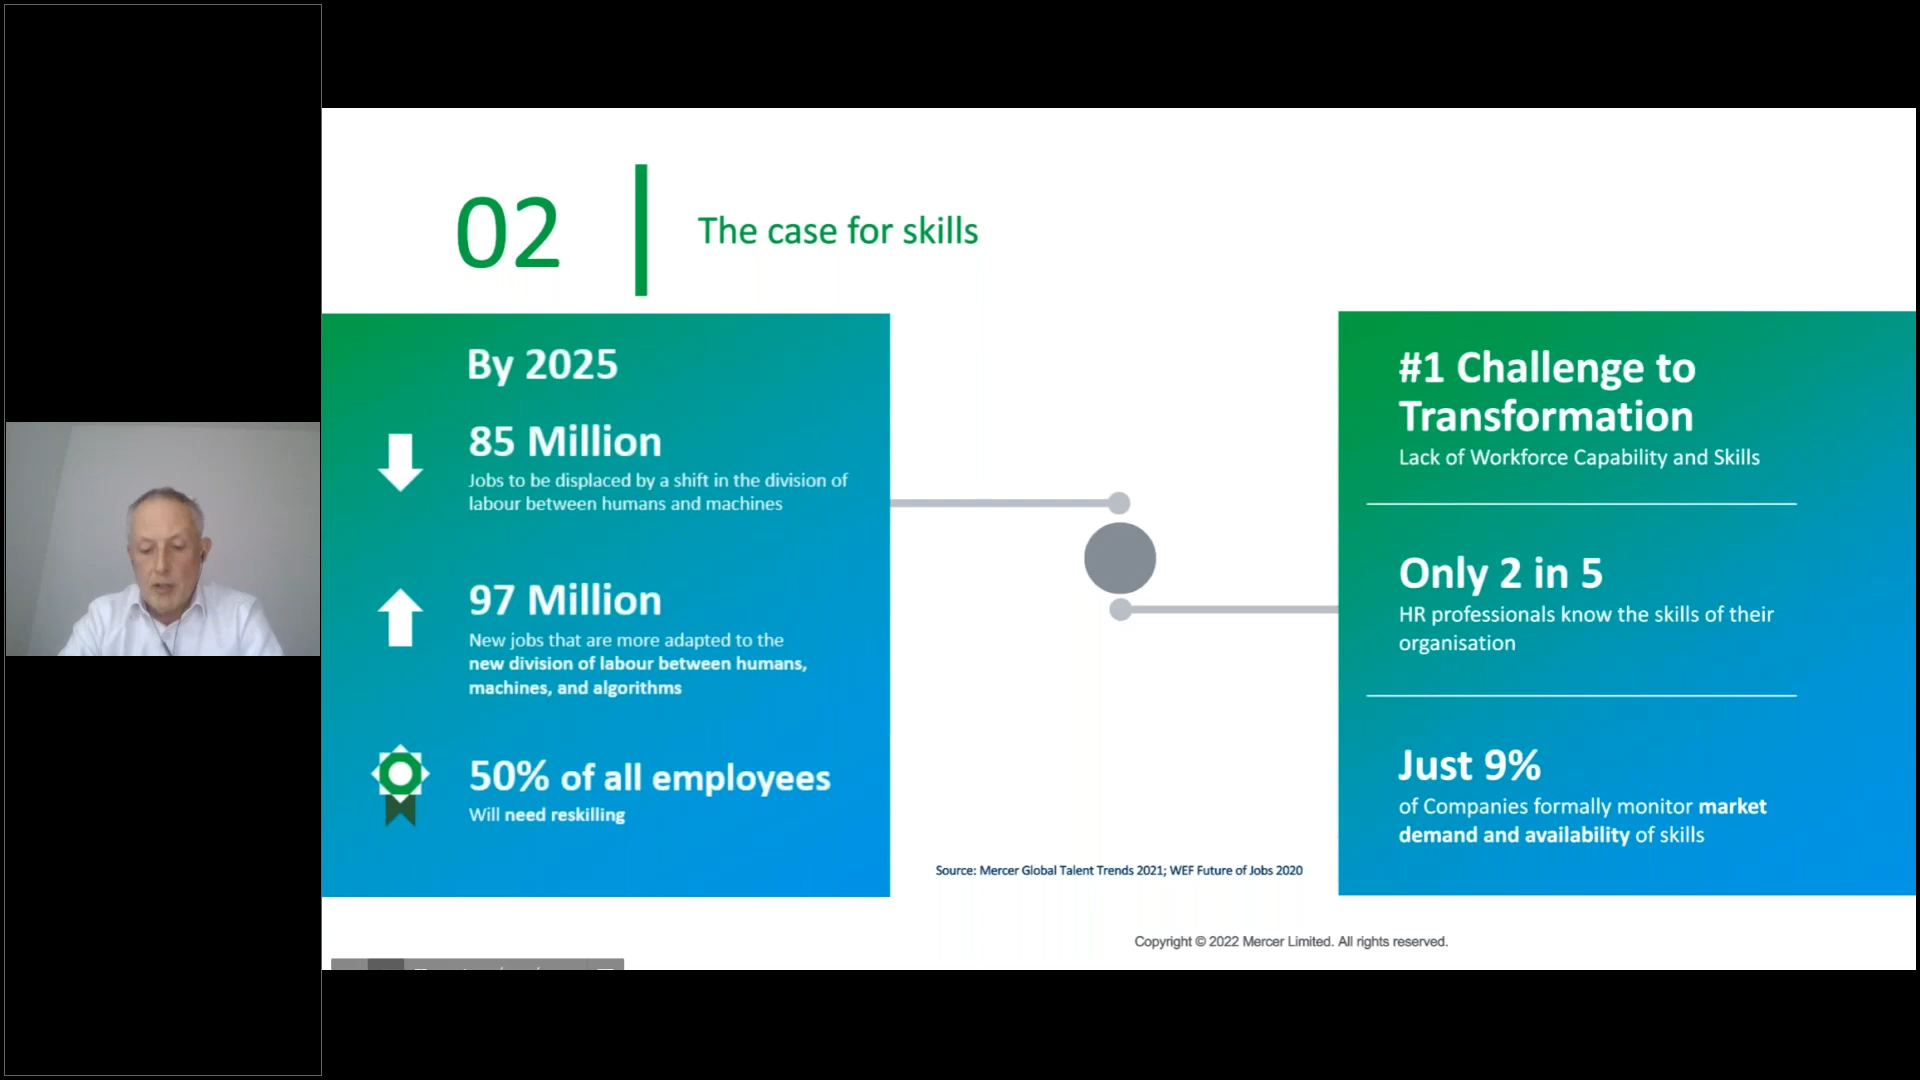 02
The case for skills
By 2025
85 Million
Jobs to be displaced by a shift in the division of
labour between humans and machines
97 Million
New jobs that are more adapted to the
new division of labour between humans,
machines, and algorithms
50% of all employees
Will need reskilling
#1 Challenge to
Transformation
Lack of Workforce Capability and Skills
Only 2 in 5
HR professionals know the skills of their
organisation
Just 9%
of Companies formally monitor market
demand and availability of skills
Source: Mercer Global Talent Trends 2021; WEF Future of Jobs 2020
Copyright © 2022 Mercer Limited. All rights reserved.